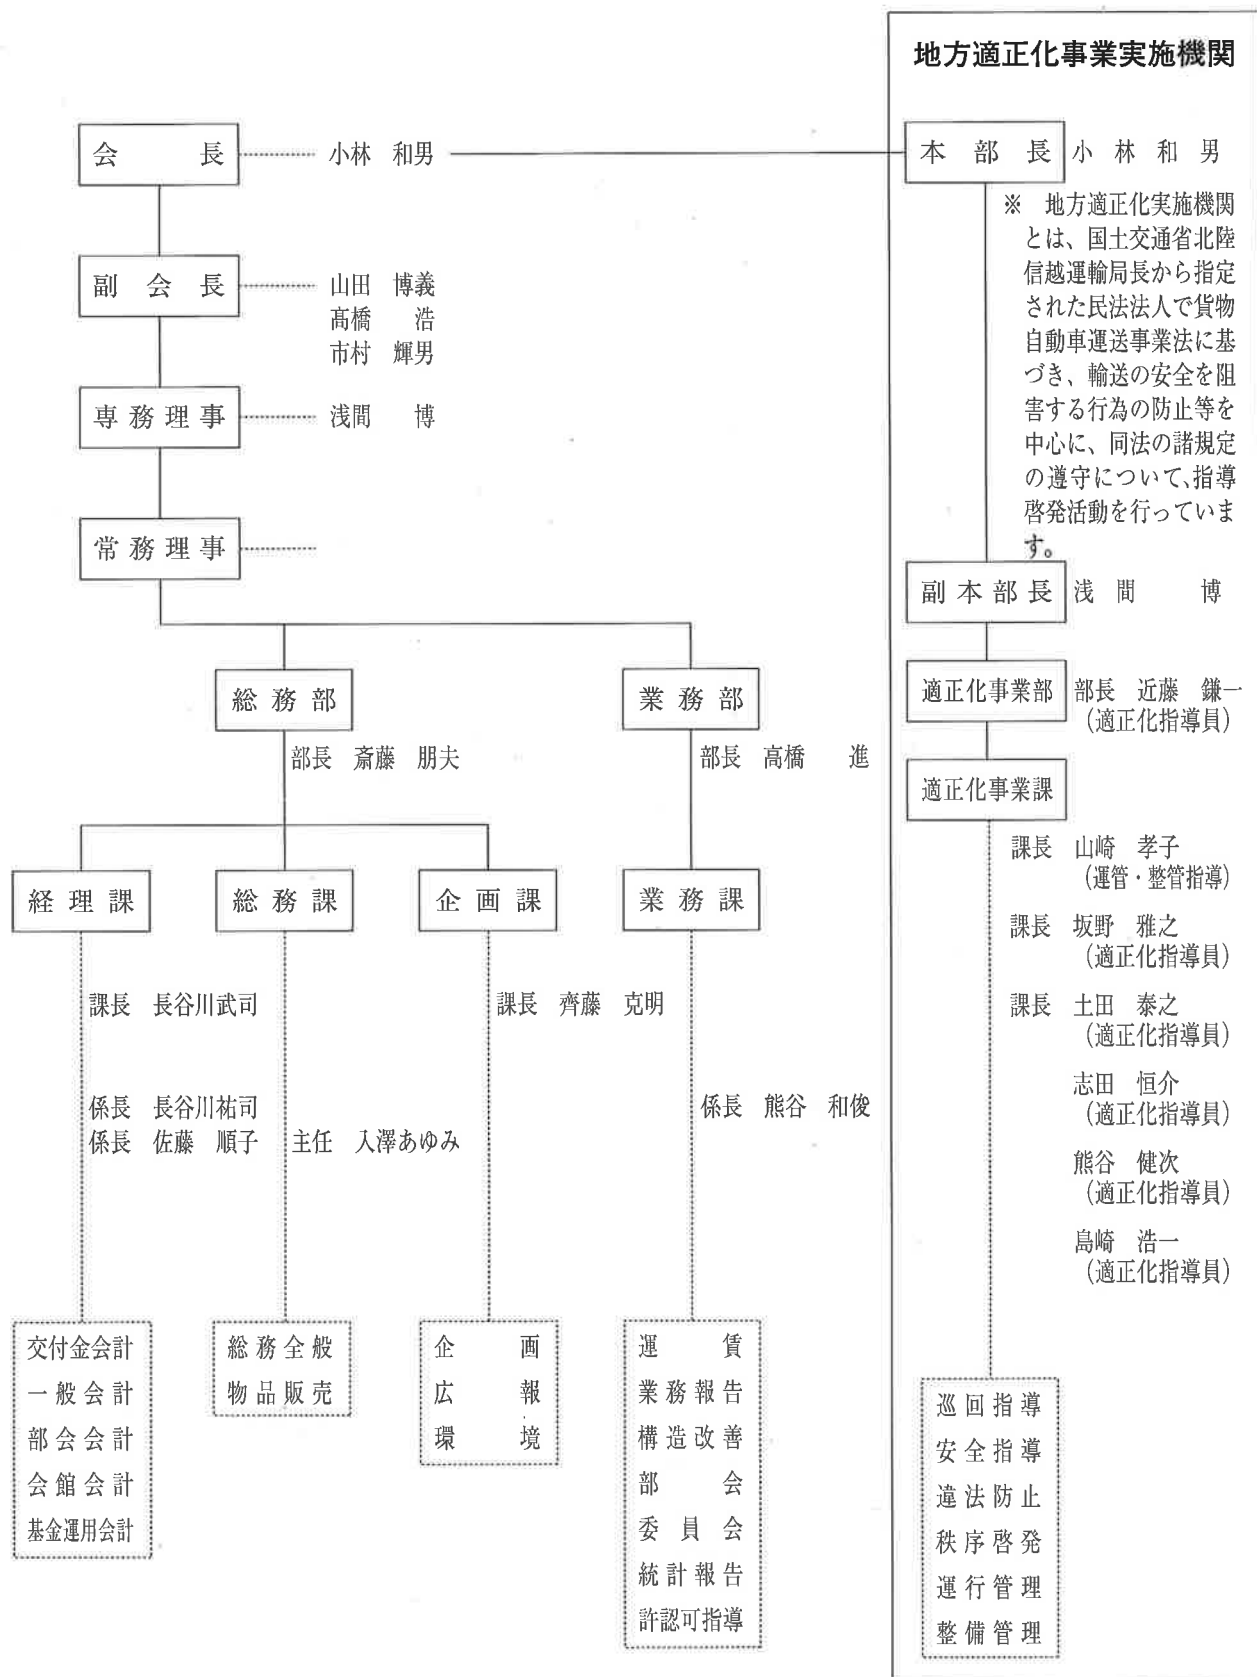 地方適正化事業実施機関
会長
小林 和男
副会長
山田 博義
髙橋 浩
市村 輝男
専務理事
浅間 博
常務理事
総務部
部長 斎藤 朋夫
業務部
部長 高橋 進
経理課
課長 長谷川武司
係長 長谷川祐司
係長 佐藤 順子
総務課
主任 入澤あゆみ
企画課
課長 齊藤 克明
業務課
係長 熊谷 和俊
交付金会計
一般会計
部会会計
会館会計
基金運用会計
総務全般
物品販売
企画
広報
環境
運賃
業務報告
構造改善
部会
委員会
統計報告
許認可指導
本部長 小林和男
※ 地方適正化実施機関
とは、国土交通省北陸
信越運輸局長から指定
された民法法人で貨物
自動車運送事業法に基
づき、輸送の安全を阻
害する行為の防止等を
中心に、同法の諸規定
の遵守について、指導
啓発活動を行っていま
す。
副本部長 浅間 博
適正化事業部 部長 近藤 鎌一
（適正化指導員）
適正化事業課
課長 山崎 孝子
（運管・整管指導）
課長 坂野 雅之
（適正化指導員）
課長 土田 泰之
（適正化指導員）
志田 恒介
（適正化指導員）
熊谷 健次
（適正化指導員）
島崎 浩一
（適正化指導員）
巡回指導
安全指導
違法防止
秩序啓発
運行管理
整備管理